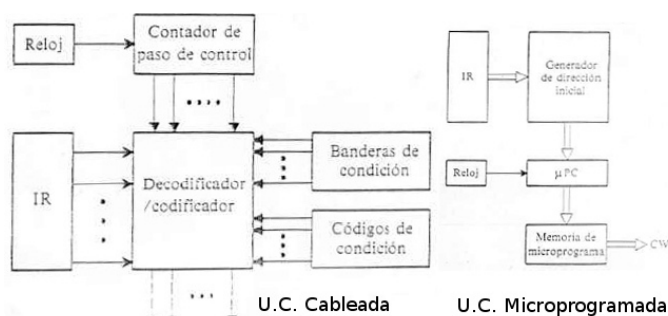 Reloj
Contador de
paso de control
IR
Decodificador
/codificador
Banderas de
condición
Códigos de
condición
U.C. Cableada
IR
Generador
de dirección
inicial
Reloj
μPC
Memoria de
microprograma
CW
U.C. Microprogramada